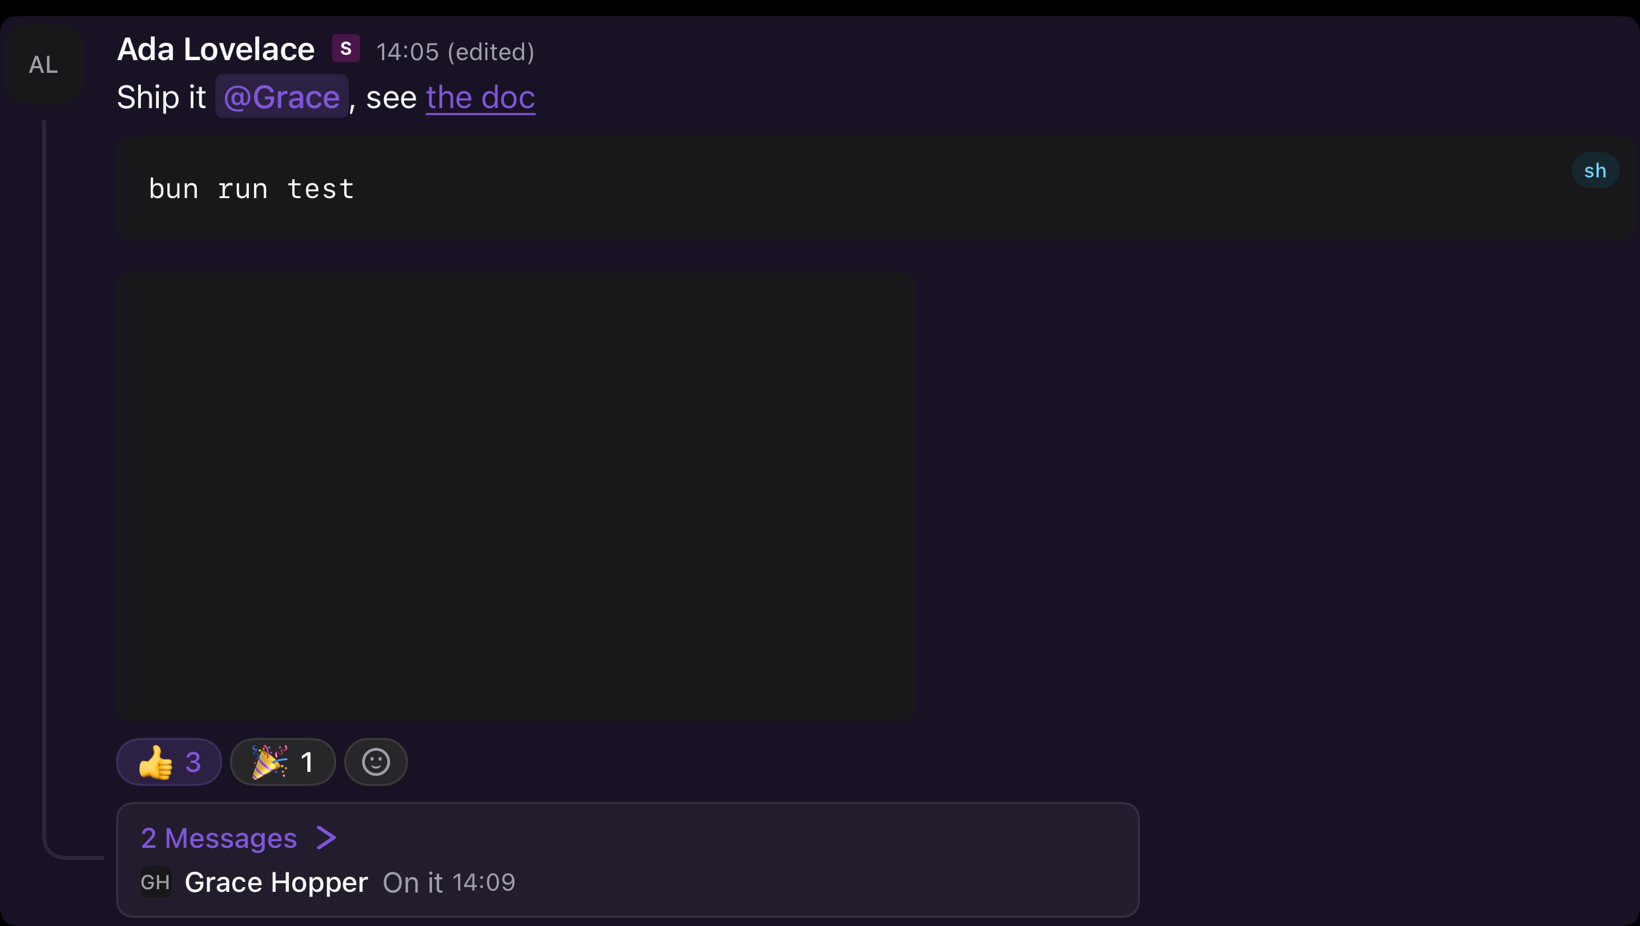 AL
Ada Lovelace S 14:05 (edited)
Ship it @Grace, see the doc
sh
bun run test
👍 3 🎉 1
2 Messages >
GH Grace Hopper On it 14:09